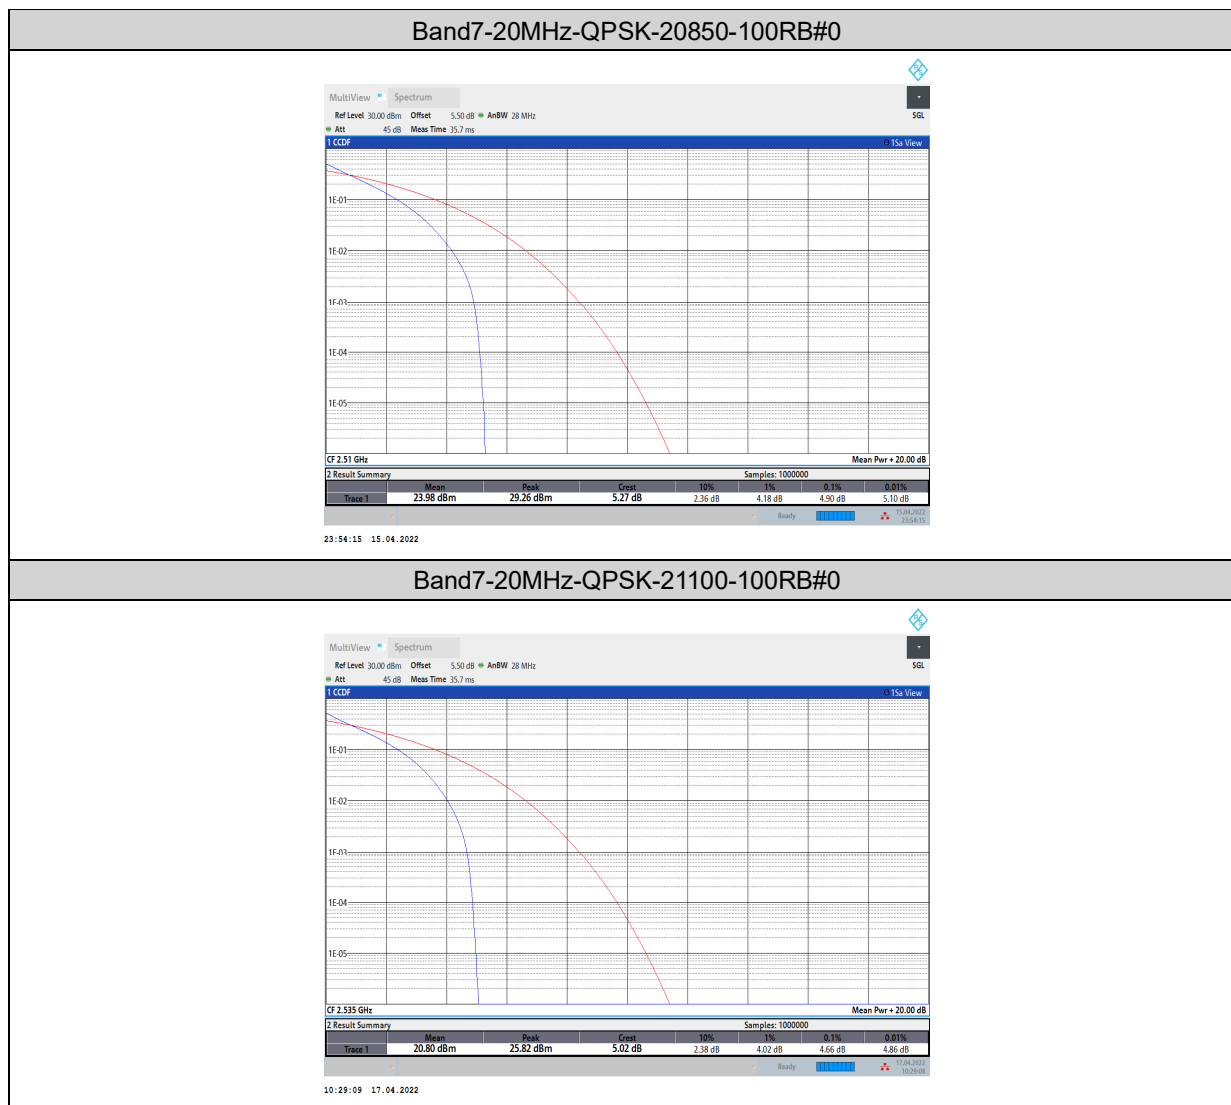 Band7-20MHz-QPSK-20850-100RB#0
MultiView Spectrum
Ref Level 30.00 dBm Offset 5.50 dB AnBW 28 MHz SGL
Att 45 dB Meas Time 35.7 ms
1 CCDF 1Sa View
1E-01
1E-02
1E-03
1E-04
1E-05
CF 2.51 GHz Mean Pwr + 20.00 dB
2 Result Summary Samples: 1000000
Mean Peak Crest 10% 1% 0.1% 0.01%
Trace 1 23.98 dBm 29.26 dBm 5.27 dB 2.36 dB 4.18 dB 4.90 dB 5.10 dB
Ready 15.04.2022
23:54:15
23:54:15 15.04.2022
Band7-20MHz-QPSK-21100-100RB#0
MultiView Spectrum
Ref Level 30.00 dBm Offset 5.50 dB AnBW 28 MHz SGL
Att 45 dB Meas Time 35.7 ms
1 CCDF 1Sa View
1E-01
1E-02
1E-03
1E-04
1E-05
CF 2.535 GHz Mean Pwr + 20.00 dB
2 Result Summary Samples: 1000000
Mean Peak Crest 10% 1% 0.1% 0.01%
Trace 1 20.80 dBm 25.82 dBm 5.02 dB 2.38 dB 4.02 dB 4.66 dB 4.86 dB
Ready 17.04.2022
10:29:08
10:29:09 17.04.2022